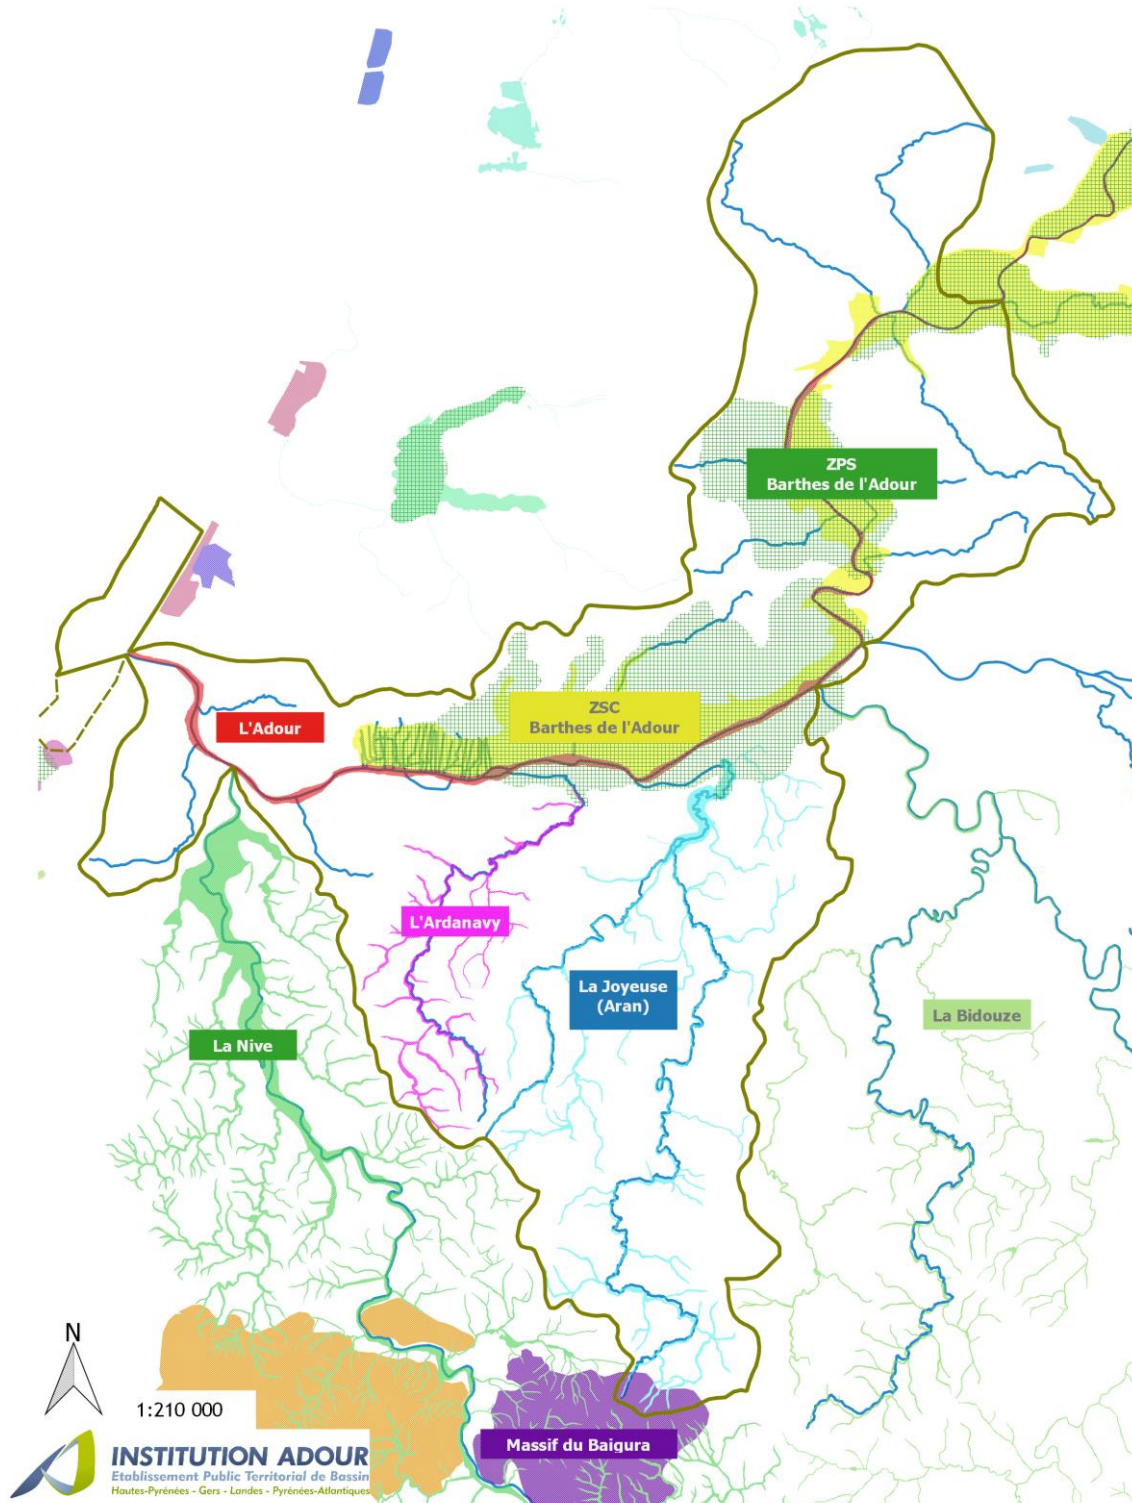 ZPS
Barthes de l'Adour
ZSC
Barthes de l'Adour
L'Adour
L'Ardanavy
La Joyeuse
(Aran)
La Bidouze
La Nive
N
1:210 000
Massif du Baigura
INSTITUTION ADOUR
Etablissement Public Territorial de Bassin
Hautes-Pyrénées - Gers - Landes - Pyrénées-Atlantiques